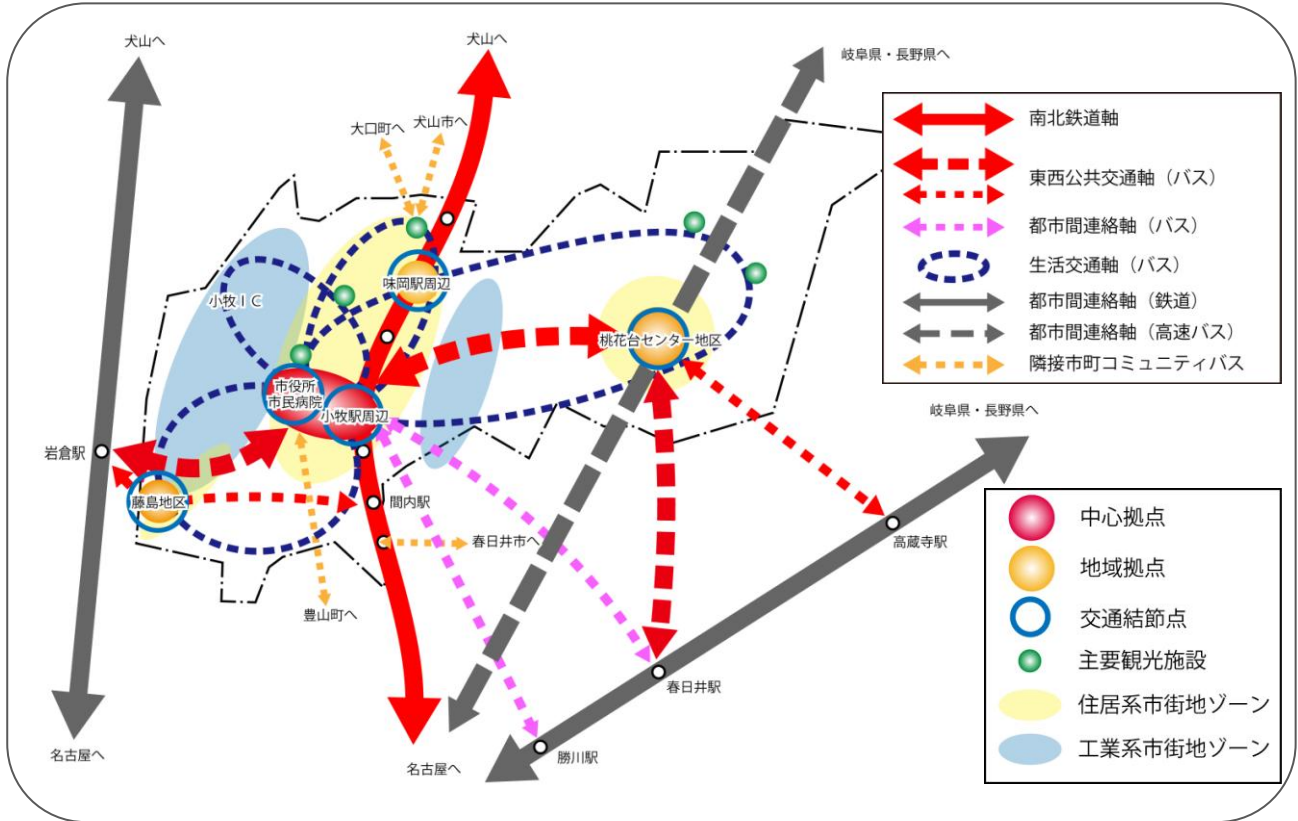 犬山へ
犬山へ
岐阜県・長野県へ
大口町へ
犬山市へ
味岡駅周辺
小牧ＩＣ
桃花台センター地区
市役所
市民病院
小牧駅周辺
岩倉駅
藤島地区
間内駅
春日井市へ
豊山町へ
岐阜県・長野県へ
高蔵寺駅
春日井駅
勝川駅
名古屋へ
名古屋へ
南北鉄道軸
東西公共交通軸（バス）
都市間連絡軸（バス）
生活交通軸（バス）
都市間連絡軸（鉄道）
都市間連絡軸（高速バス）
隣接市町コミュニティバス
中心拠点
地域拠点
交通結節点
主要観光施設
住居系市街地ゾーン
工業系市街地ゾーン